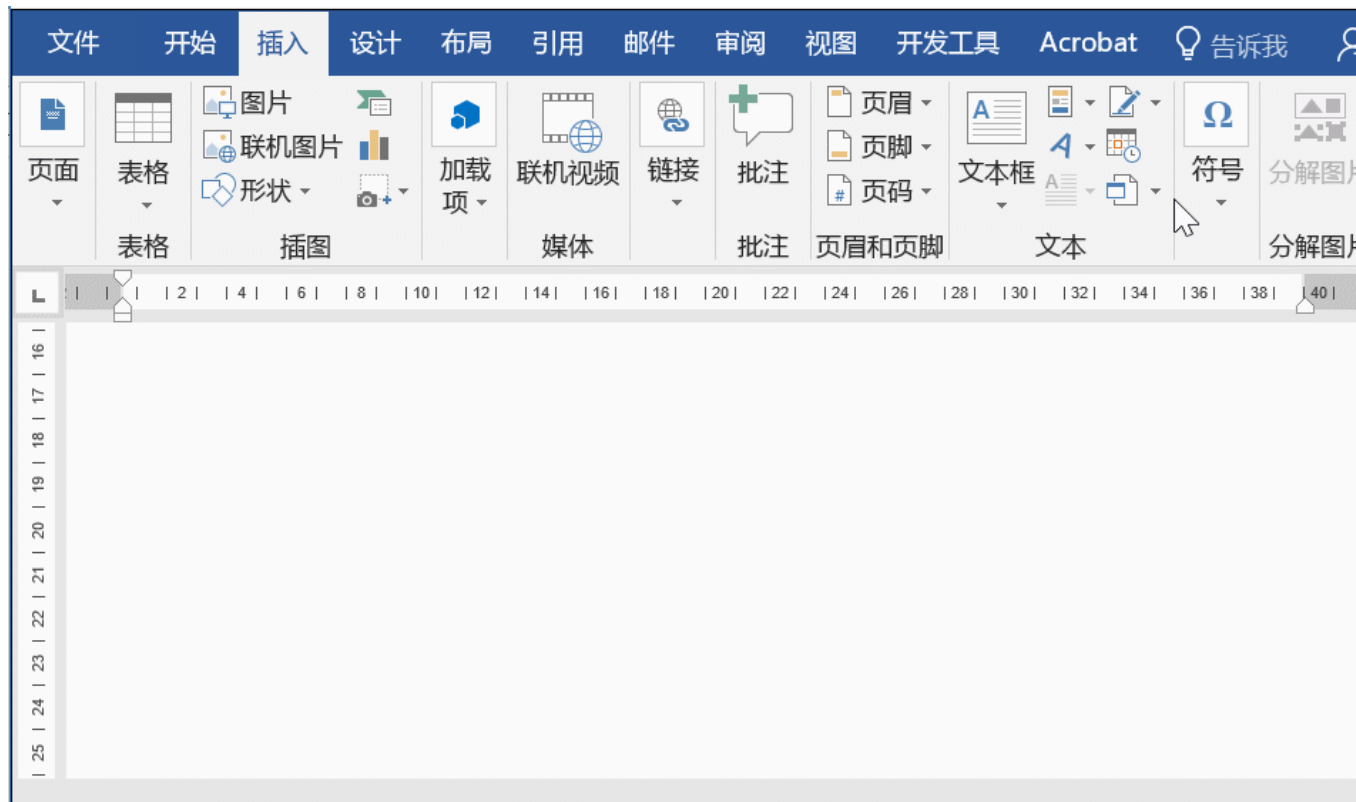 文件 开始 插入 设计 布局 引用 邮件 审阅 视图 开发工具 Acrobat 告诉我
页面
表格
图片
联机图片
形状
加载
项
联机视频
链接
批注
页眉
页脚
页码
文本框
符号
分解图片
表格 插图 媒体 批注 页眉和页脚 文本 分解图片
2 4 6 8 10 12 14 16 18 20 22 24 26 28 30 32 34 36 38 40
16
17
18
19
20
21
22
23
24
25